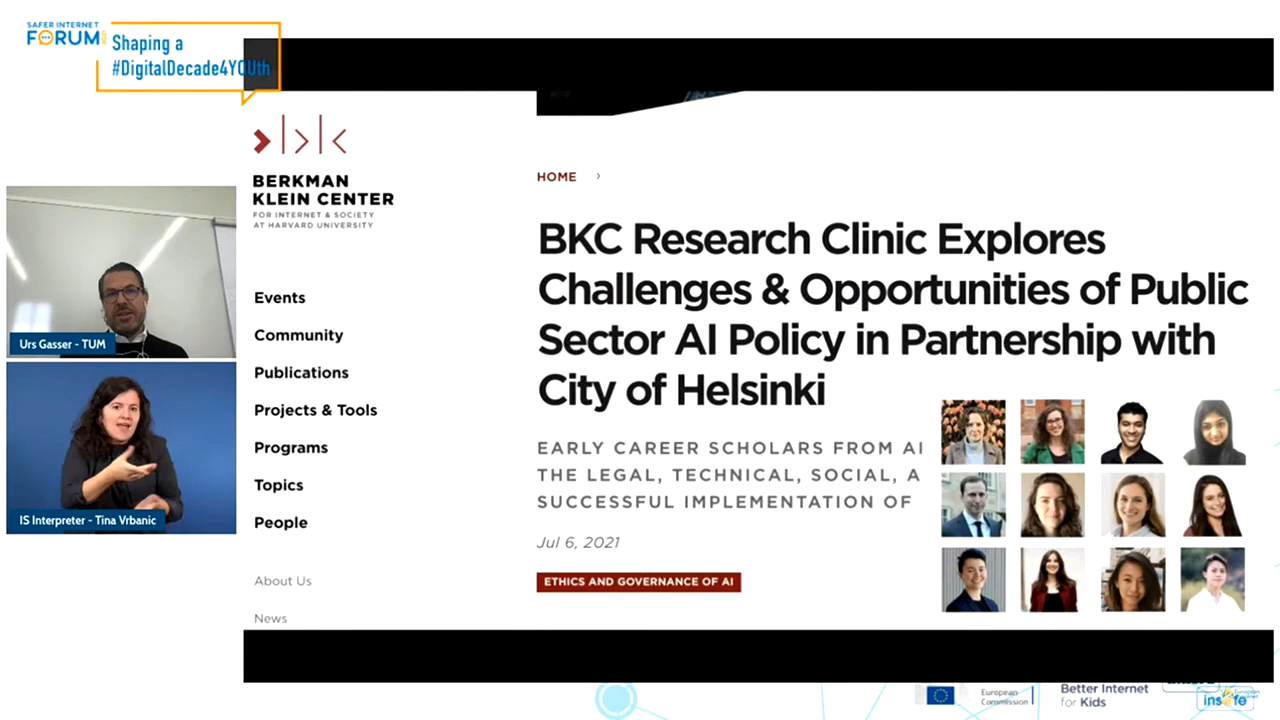 SAFER INTERNET
FORUM
Shaping a
#DigitalDecade4YOUth
BERKMAN
KLEIN CENTER
FOR INTERNET & SOCIETY
AT HARVARD UNIVERSITY
Events
Community
Publications
Projects & Tools
Programs
Topics
People
About Us
News
HOME ›
BKC Research Clinic Explores
Challenges & Opportunities of Public
Sector AI Policy in Partnership with
City of Helsinki
EARLY CAREER SCHOLARS FROM AI
THE LEGAL, TECHNICAL, SOCIAL, A
SUCCESSFUL IMPLEMENTATION OF
Jul 6, 2021
ETHICS AND GOVERNANCE OF AI
Urs Gasser - TUM
IS Interpreter - Tina Vrbanic
European
Commission
Better Internet
for Kids
insafe